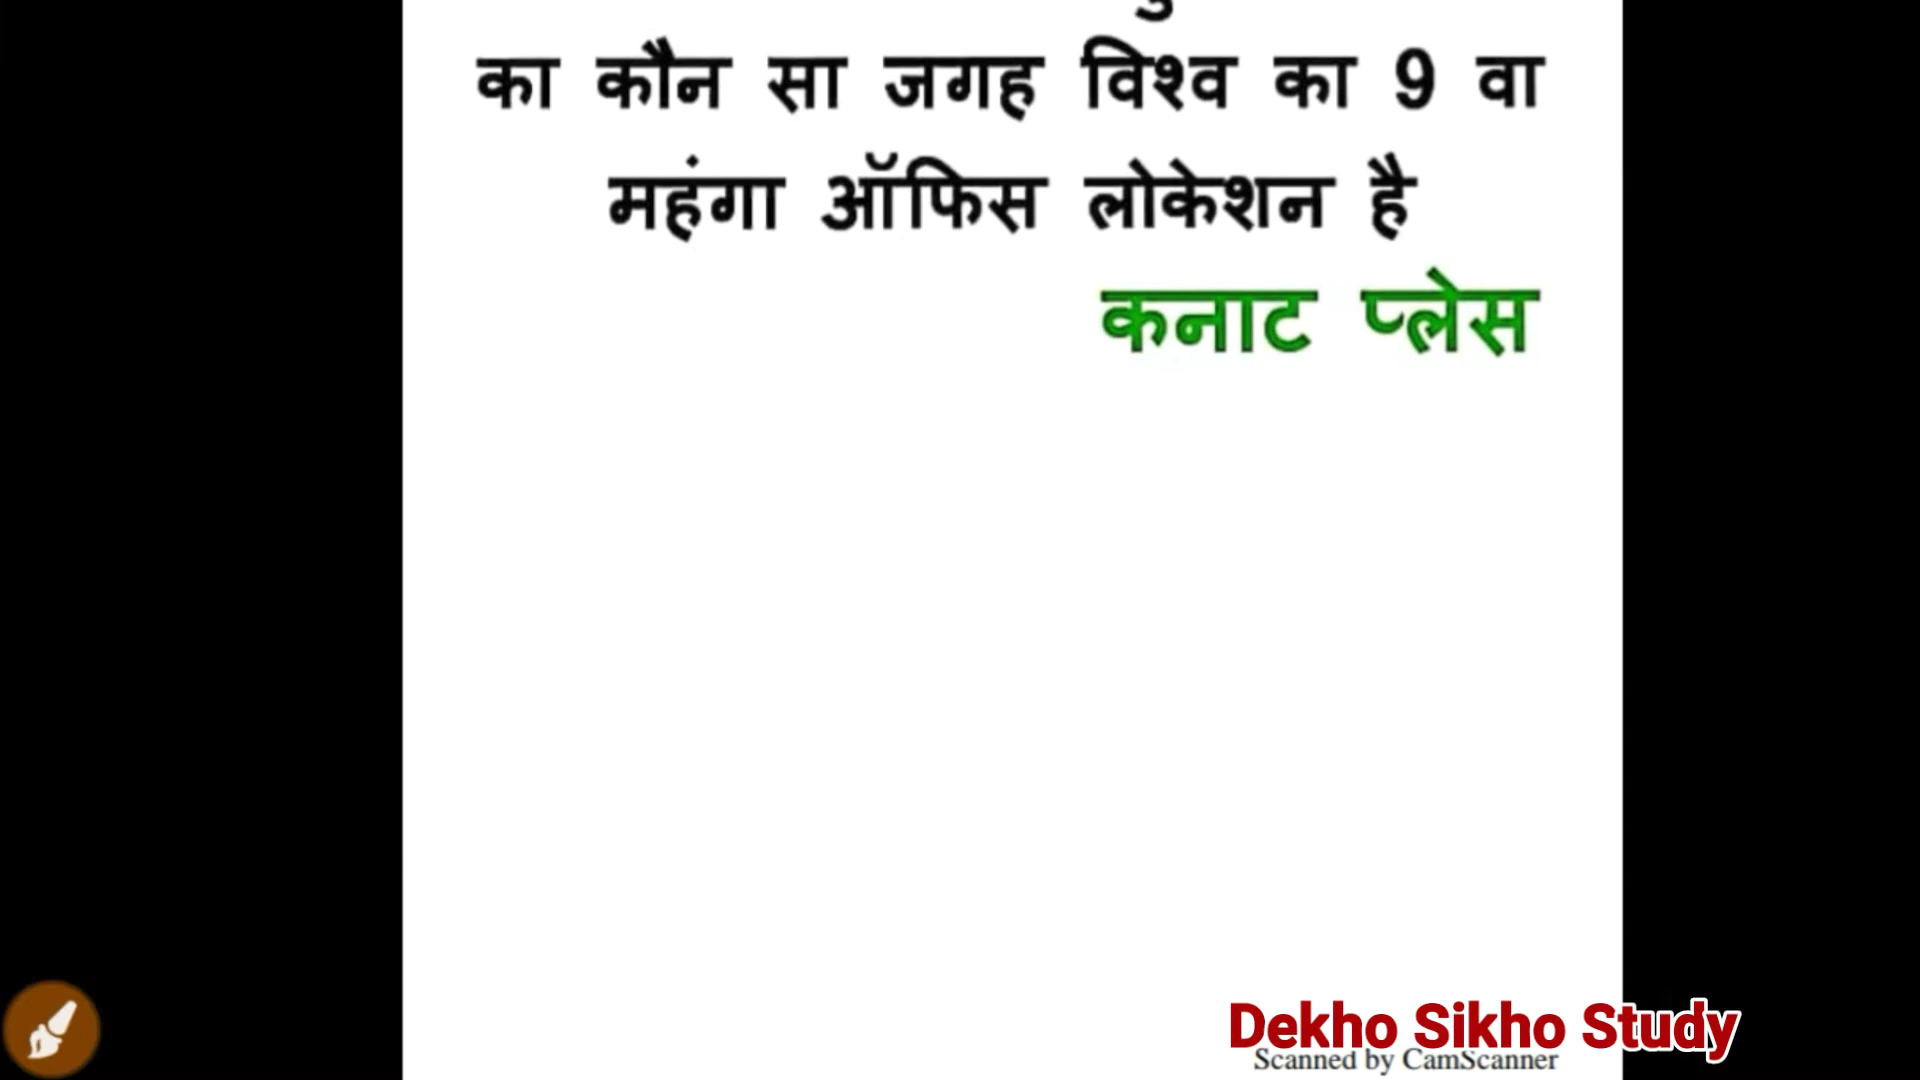 का कौन सा जगह विश्व का 9 वा
महंगा ऑफिस लोकेशन है
कनाट प्लेस
Dekho Sikho Study
Scanned by CamScanner